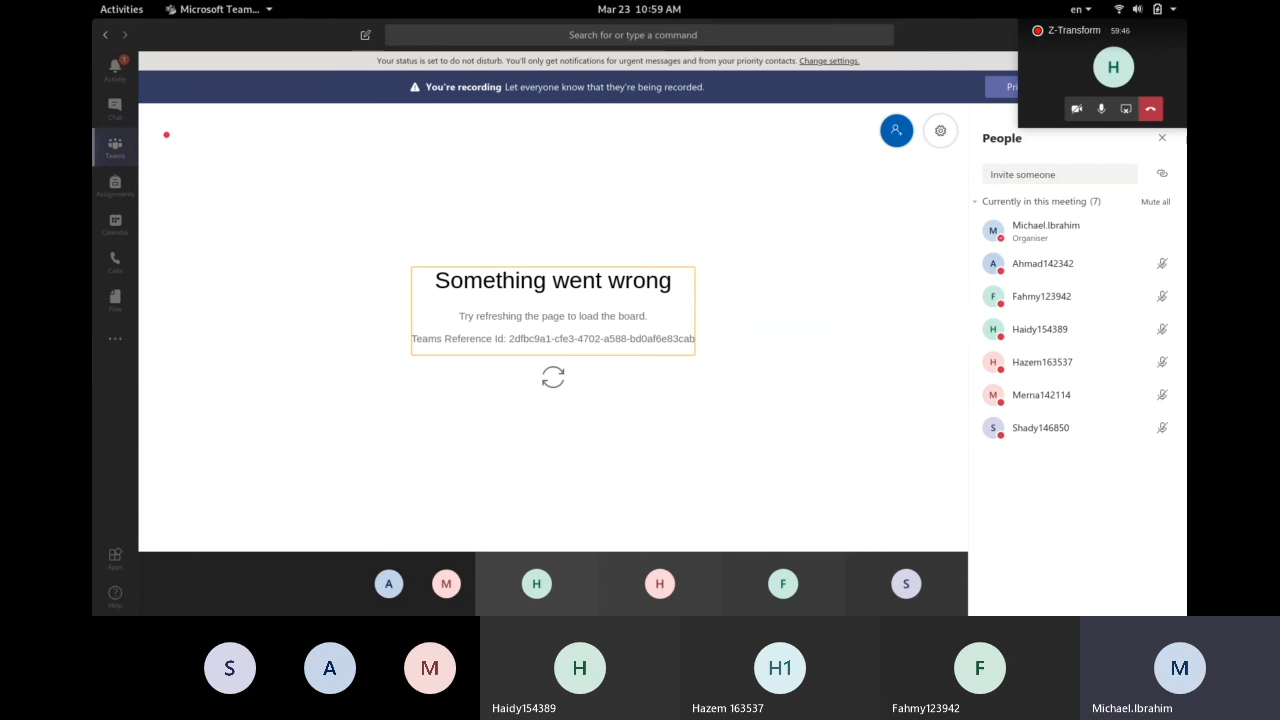 Activities
Microsoft Team...
Mar 23 10:59 AM
en
Search for or type a command
Z-Transform
59:46
H
Your status is set to do not disturb. You'll only get notifications for urgent messages and from your priority contacts. Change settings.
You're recording Let everyone know that they're being recorded.
Pri
1
Activity
Chat
Teams
Assignments
Calendar
Calls
Files
Apps
Help
Something went wrong
Try refreshing the page to load the board.
Teams Reference Id: 2dfbc9a1-cfe3-4702-a588-bd0af6e83cab
People
Invite someone
Currently in this meeting (7)
Mute all
M
Michael.Ibrahim
Organiser
A
Ahmad142342
F
Fahmy123942
H
Haidy154389
H
Hazem163537
M
Merna142114
S
Shady146850
A M H H F S
S A M H H1 F M
Haidy154389
Hazem 163537
Fahmy123942
Michael.Ibrahim